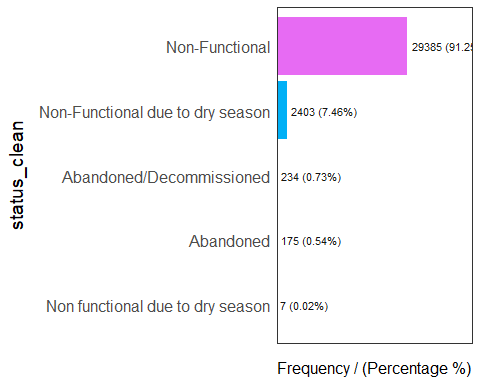 Non-Functional
29385 (91.25
Non-Functional due to dry season
2403 (7.46%)
Abandoned/Decommissioned
234 (0.73%)
Abandoned
175 (0.54%)
Non functional due to dry season
7 (0.02%)
status_clean
Frequency / (Percentage %)